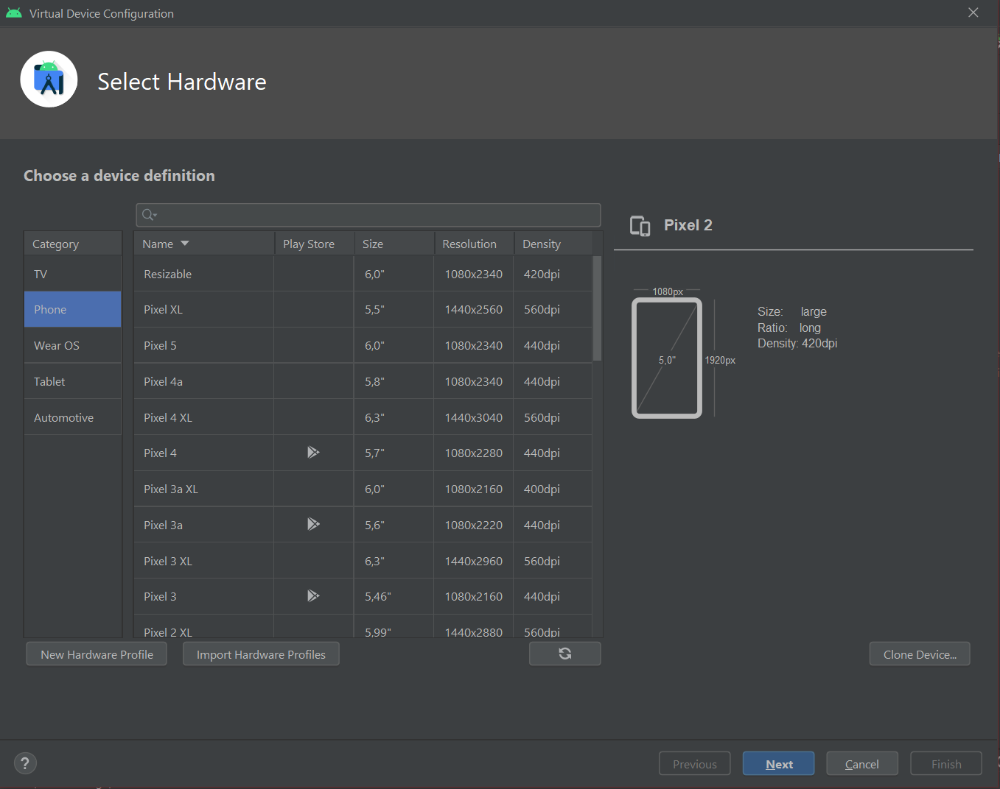 Virtual Device Configuration
Select Hardware
Choose a device definition
Category
TV
Phone
Wear OS
Tablet
Automotive
Name Play Store Size Resolution Density
Resizable 6,0" 1080x2340 420dpi
Pixel XL 5,5" 1440x2560 560dpi
Pixel 5 6,0" 1080x2340 440dpi
Pixel 4a 5,8" 1080x2340 440dpi
Pixel 4 XL 6,3" 1440x3040 560dpi
Pixel 4 5,7" 1080x2280 440dpi
Pixel 3a XL 6,0" 1080x2160 400dpi
Pixel 3a 5,6" 1080x2220 440dpi
Pixel 3 XL 6,3" 1440x2960 560dpi
Pixel 3 5,46" 1080x2160 440dpi
Pixel 2 XL 5,99" 1440x2880 560dpi
Pixel 2
1080px
5,0"
1920px
Size: large
Ratio: long
Density: 420dpi
New Hardware Profile Import Hardware Profiles Clone Device...
? Previous Next Cancel Finish